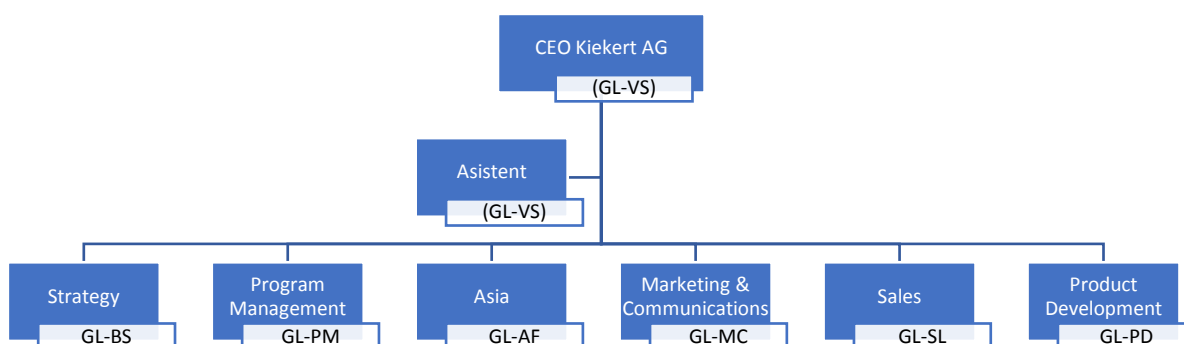 CEO Kiekert AG
(GL-VS)
Asistent
(GL-VS)
Strategy
GL-BS
Program
Management
GL-PM
Asia
GL-AF
Marketing &
Communications
GL-MC
Sales
GL-SL
Product
Development
GL-PD